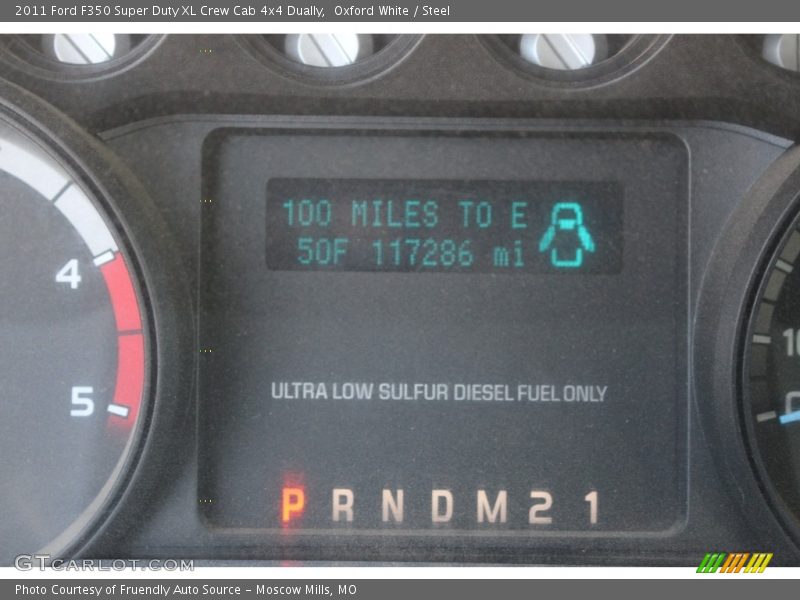 2011 Ford F350 Super Duty XL Crew Cab 4x4 Dually, Oxford White / Steel
100 MILES TO E
50F 117286 mi
4
5
10
ULTRA LOW SULFUR DIESEL FUEL ONLY
P R N D M 2 1
GTCARLOT.COM
Photo Courtesy of Fruendly Auto Source – Moscow Mills, MO